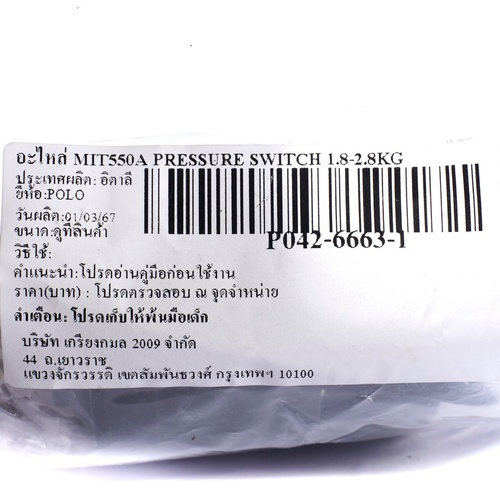 อะไหล่ MIT550A PRESSURE SWITCH 1.8-2.8KG
ประเทศผลิต: อิตาลี
ยี่ห้อ:POLO
วันผลิต:01/03/67
ขนาด:ดูที่สินค้า
P042-6663-1
วิธีใช้:
คำแนะนำ:โปรดอ่านคู่มือก่อนใช้งาน
ราคา(บาท) : โปรดตรวจสอบ ณ จุดจำหน่าย
คำเตือน: โปรดเก็บให้พ้นมือเด็ก
บริษัท เกรียงกมล 2009 จำกัด
44 ถ.เยาวราช
แขวงจักรวรรดิ เขตสัมพันธวงศ์ กรุงเทพฯ 10100